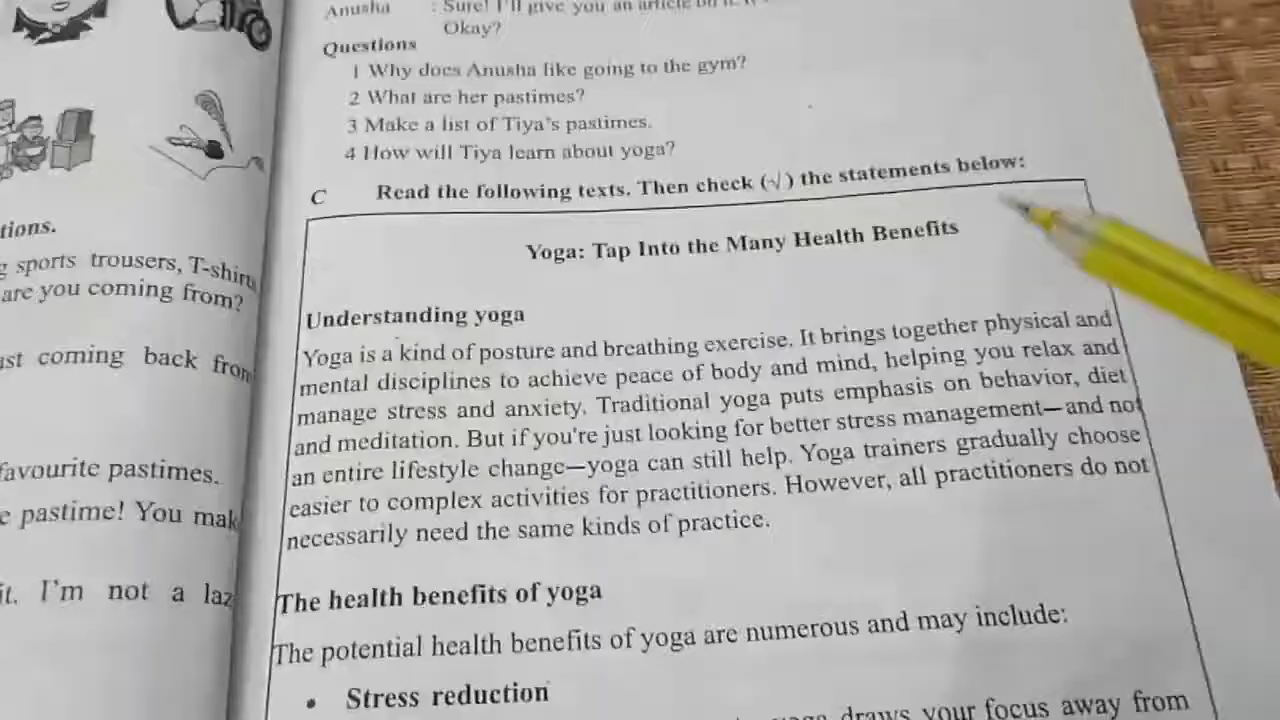 Anusha : Sure! I'll give you an article on it.
Okay?
Questions
1 Why does Anusha like going to the gym?
2 What are her pastimes?
3 Make a list of Tiya's pastimes.
4 How will Tiya learn about yoga?
C Read the following texts. Then check (√) the statements below:
Yoga: Tap Into the Many Health Benefits
Understanding yoga
Yoga is a kind of posture and breathing exercise. It brings together physical and
mental disciplines to achieve peace of body and mind, helping you relax and
manage stress and anxiety. Traditional yoga puts emphasis on behavior, diet
and meditation. But if you're just looking for better stress management—and not
an entire lifestyle change—yoga can still help. Yoga trainers gradually choose
easier to complex activities for practitioners. However, all practitioners do not
necessarily need the same kinds of practice.
The health benefits of yoga
The potential health benefits of yoga are numerous and may include:
• Stress reduction
yoga draws your focus away from
tions.
g sports trousers, T-shirt
are you coming from?
ust coming back from
favourite pastimes.
e pastime! You mak
it. I'm not a laz